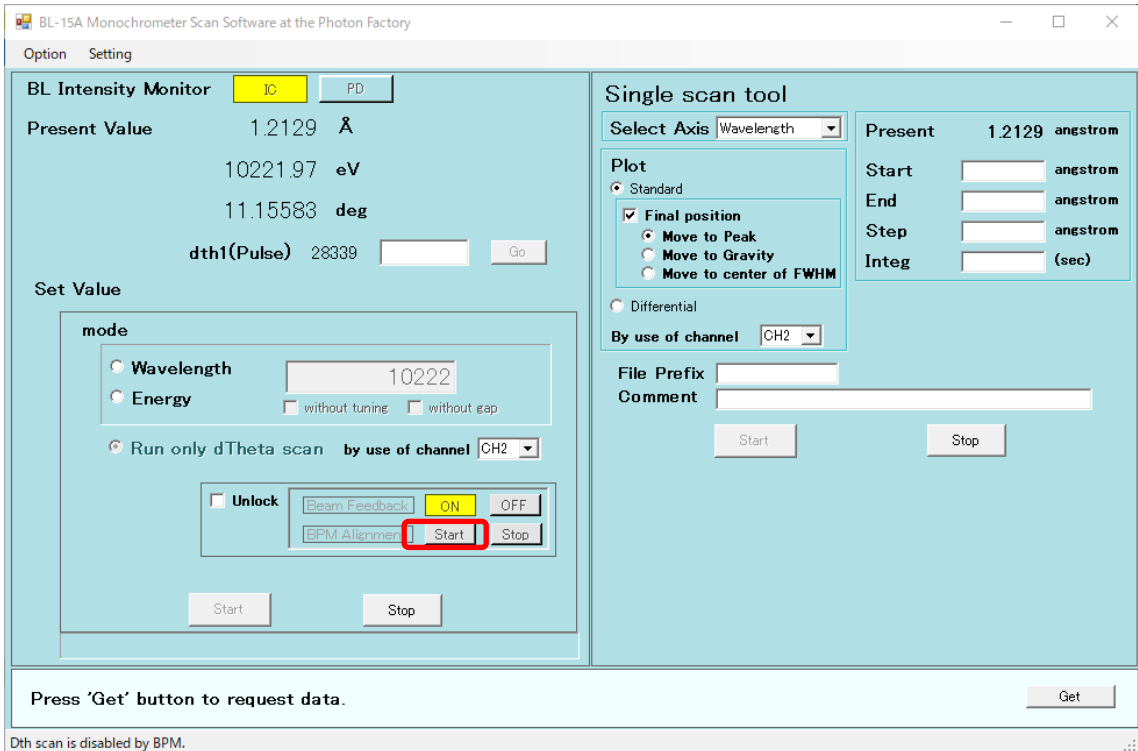 BL-15A Monochrometer Scan Software at the Photon Factory
Option Setting
BL Intensity Monitor IC PD
Present Value 1.2129 Å
10221.97 eV
11.15583 deg
dth1(Pulse) 28339 Go
Set Value
mode
Wavelength
10222
Energy
without tuning without gap
Run only dTheta scan by use of channel CH2
Unlock Beam Feedback ON OFF
BPM Alignment Start Stop
Start Stop
Single scan tool
Select Axis Wavelength
Plot
Standard
Final position
Move to Peak
Move to Gravity
Move to center of FWHM
Differential
By use of channel CH2
Present 1.2129 angstrom
Start angstrom
End angstrom
Step angstrom
Integ (sec)
File Prefix
Comment
Start Stop
Press 'Get' button to request data. Get
Dth scan is disabled by BPM.